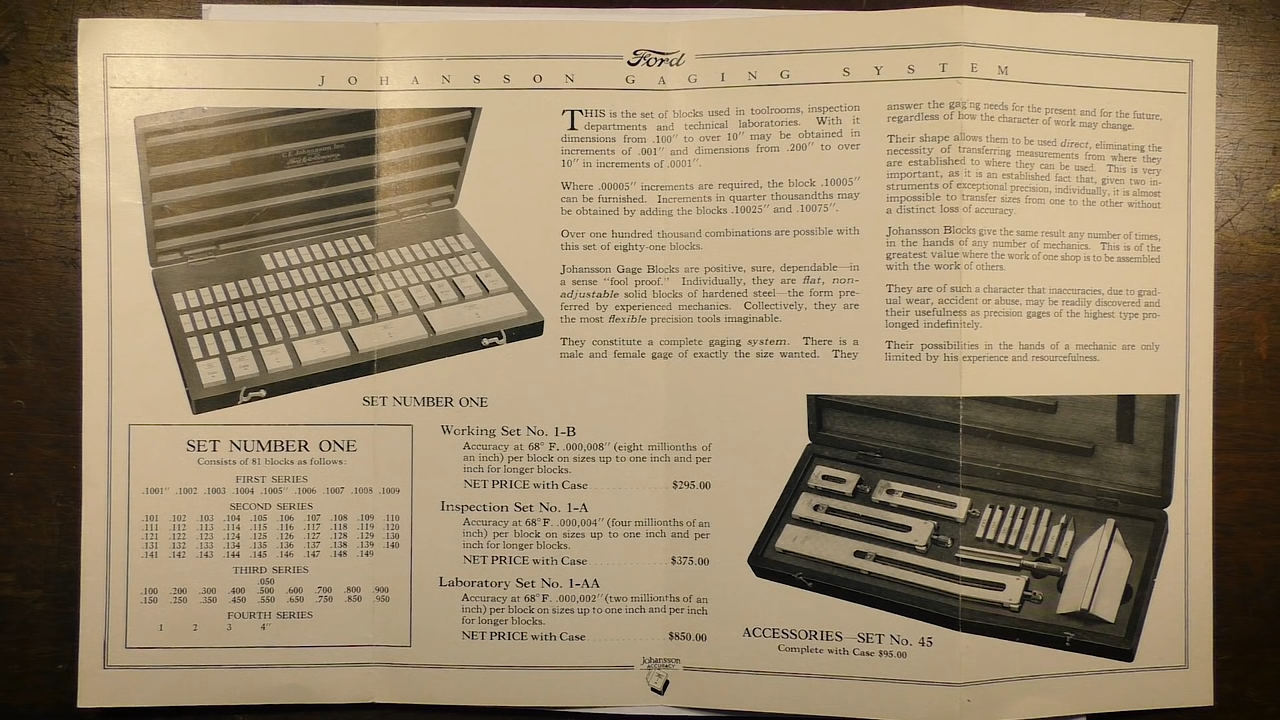 Ford
JOHANSSON GAGING SYSTEM
C.E. Johansson, Inc.
THIS is the set of blocks used in toolrooms, inspection
departments and technical laboratories. With it
dimensions from .100″ to over 10″ may be obtained in
increments of .001″ and dimensions from .200″ to over
10″ in increments of .0001″.
Where .00005″ increments are required, the block .10005″
can be furnished. Increments in quarter thousandths may
be obtained by adding the blocks .10025″ and .10075″.
Over one hundred thousand combinations are possible with
this set of eighty-one blocks.
Johansson Gage Blocks are positive, sure, dependable—in
a sense “fool proof.” Individually, they are flat, non-
adjustable solid blocks of hardened steel—the form pre-
ferred by experienced mechanics. Collectively, they are
the most flexible precision tools imaginable.
They constitute a complete gaging system. There is a
male and female gage of exactly the size wanted. They
answer the gaging needs for the present and for the future,
regardless of how the character of work may change.
Their shape allows them to be used direct, eliminating the
necessity of transferring measurements from where they
are established to where they can be used. This is very
important, as it is an established fact that, given two in-
struments of exceptional precision, individually, it is almost
impossible to transfer sizes from one to the other without
a distinct loss of accuracy.
Johansson Blocks give the same result any number of times,
in the hands of any number of mechanics. This is of the
greatest value where the work of one shop is to be assembled
with the work of others.
They are of such a character that inaccuracies, due to grad-
ual wear, accident or abuse, may be readily discovered and
their usefulness as precision gages of the highest type pro-
longed indefinitely.
Their possibilities in the hands of a mechanic are only
limited by his experience and resourcefulness.
SET NUMBER ONE
SET NUMBER ONE
Consists of 81 blocks as follows:
FIRST SERIES
.1001″ .1002 .1003 .1004 .1005″ .1006 .1007 .1008 .1009
SECOND SERIES
.101 .102 .103 .104 .105 .106 .107 .108 .109 .110
.111 .112 .113 .114 .115 .116 .117 .118 .119 .120
.121 .122 .123 .124 .125 .126 .127 .128 .129 .130
.131 .132 .133 .134 .135 .136 .137 .138 .139 .140
.141 .142 .143 .144 .145 .146 .147 .148 .149
THIRD SERIES
.050
.100 .200 .300 .400 .500 .600 .700 .800 .900
.150 .250 .350 .450 .550 .650 .750 .850 .950
FOURTH SERIES
1 2 3 4″
Working Set No. 1-B
Accuracy at 68° F. .000,008″ (eight millionths of
an inch) per block on sizes up to one inch and per
inch for longer blocks.
NET PRICE with Case $295.00
Inspection Set No. 1-A
Accuracy at 68° F. .000,004″ (four millionths of an
inch) per block on sizes up to one inch and per
inch for longer blocks.
NET PRICE with Case $375.00
Laboratory Set No. 1-AA
Accuracy at 68° F. .000,002″ (two millionths of an
inch) per block on sizes up to one inch and per inch
for longer blocks.
NET PRICE with Case $850.00
ACCESSORIES—SET No. 45
Complete with Case $95.00
Johansson
ACCURACY